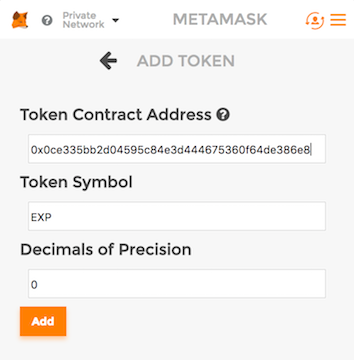 Private
Network
METAMASK
ADD TOKEN
Token Contract Address
0x0ce335bb2d04595c84e3d444675360f64de386e8
Token Symbol
EXP
Decimals of Precision
0
Add